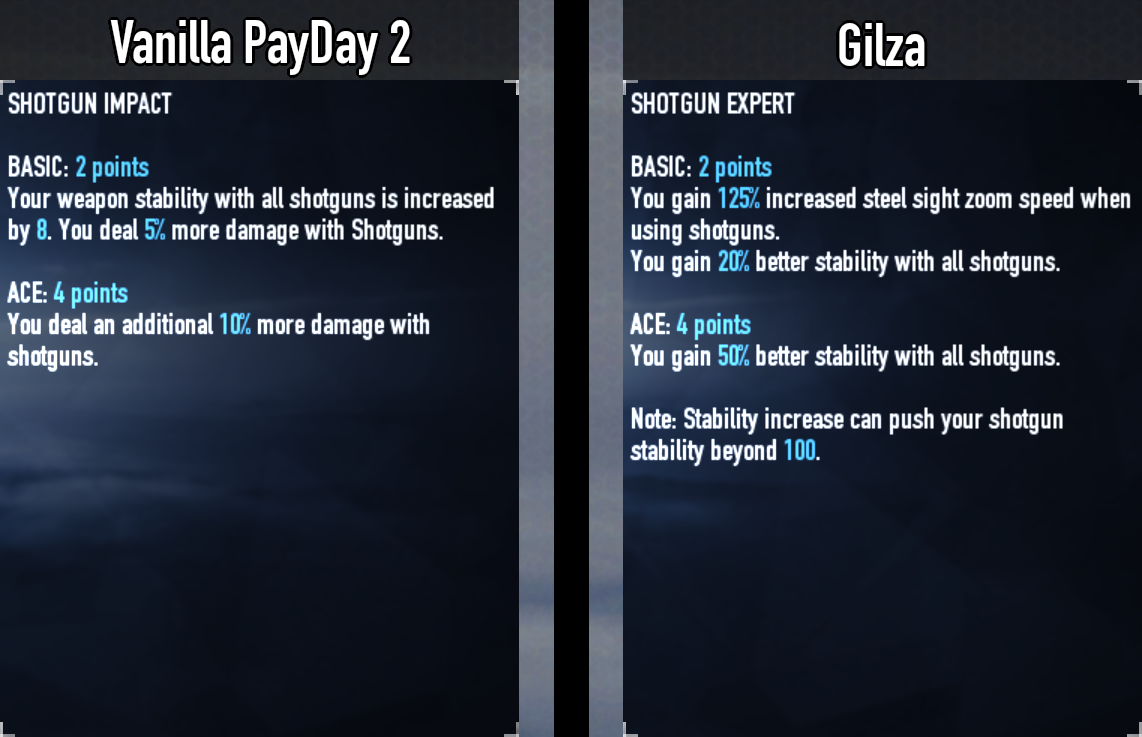 Vanilla PayDay 2
SHOTGUN IMPACT
BASIC: 2 points
Your weapon stability with all shotguns is increased
by 8. You deal 5% more damage with Shotguns.
ACE: 4 points
You deal an additional 10% more damage with
shotguns.
Gilza
SHOTGUN EXPERT
BASIC: 2 points
You gain 125% increased steel sight zoom speed when
using shotguns.
You gain 20% better stability with all shotguns.
ACE: 4 points
You gain 50% better stability with all shotguns.
Note: Stability increase can push your shotgun
stability beyond 100.